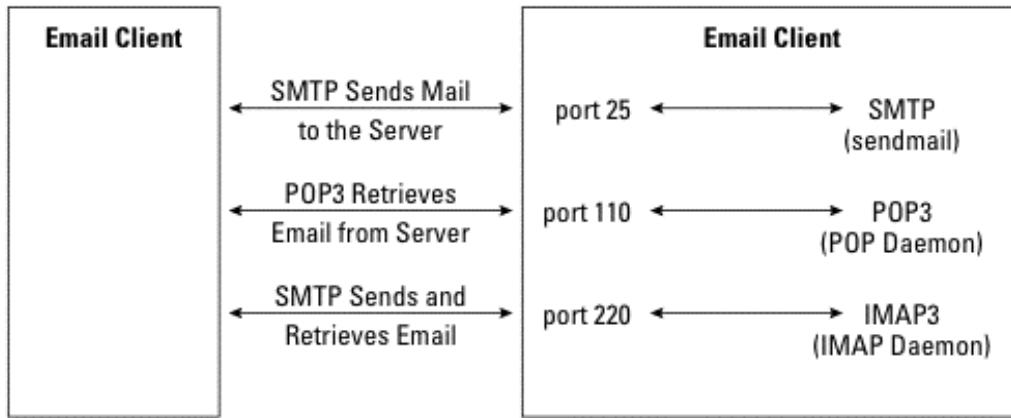 Email Client
Email Client
SMTP Sends Mail
to the Server
port 25
SMTP
(sendmail)
POP3 Retrieves
Email from Server
port 110
POP3
(POP Daemon)
SMTP Sends and
Retrieves Email
port 220
IMAP3
(IMAP Daemon)